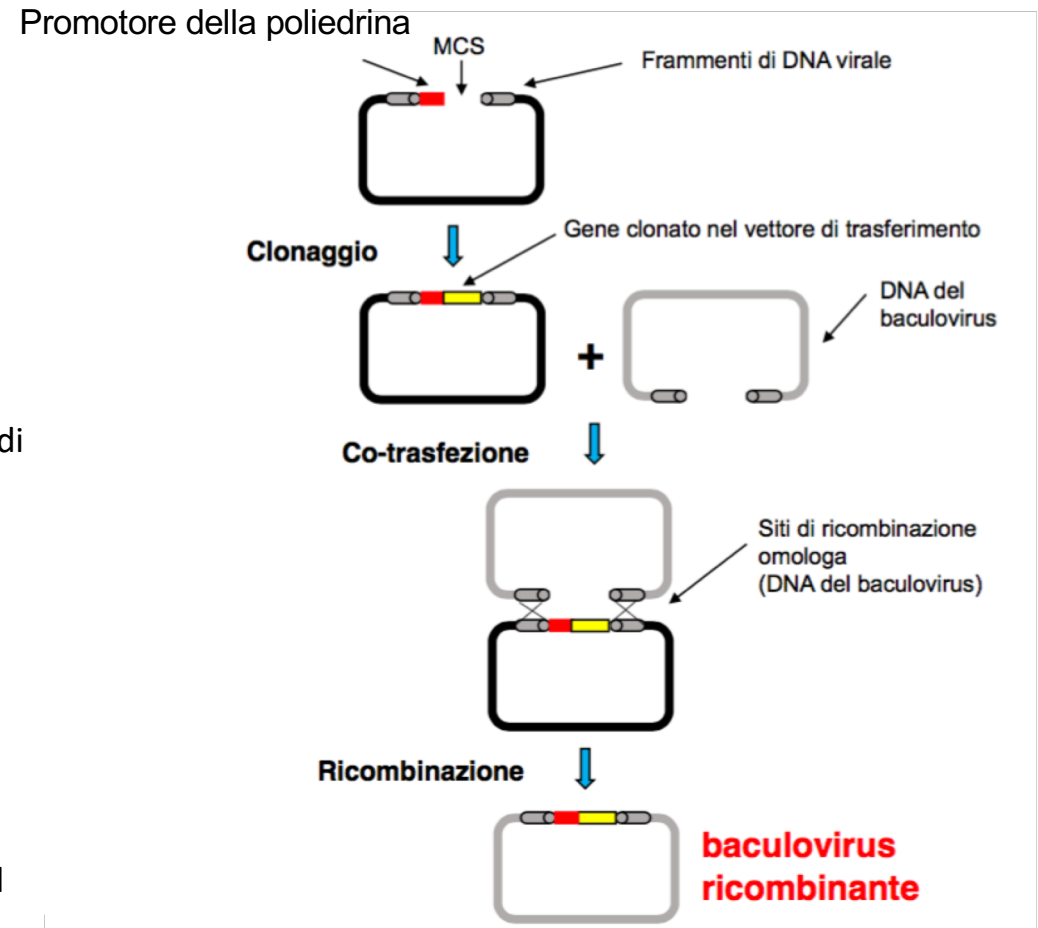 Promotore della poliedrina
MCS
Frammenti di DNA virale
Gene clonato nel vettore di trasferimento
Clonaggio
DNA del
baculovirus
+
di
Co-trasfezione
Siti di ricombinazione
omologa
(DNA del baculovirus)
Ricombinazione
baculovirus
ricombinante